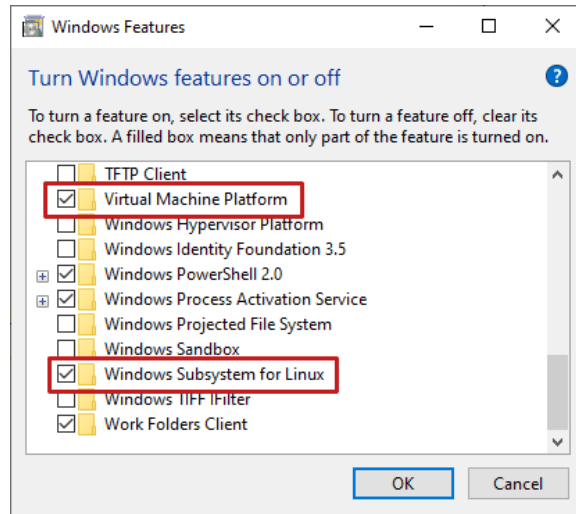 Windows Features
Turn Windows features on or off
?
To turn a feature on, select its check box. To turn a feature off, clear its
check box. A filled box means that only part of the feature is turned on.
TFTP Client
Virtual Machine Platform
Windows Hypervisor Platform
Windows Identity Foundation 3.5
Windows PowerShell 2.0
Windows Process Activation Service
Windows Projected File System
Windows Sandbox
Windows Subsystem for Linux
Windows TIFF IFilter
Work Folders Client
OK Cancel